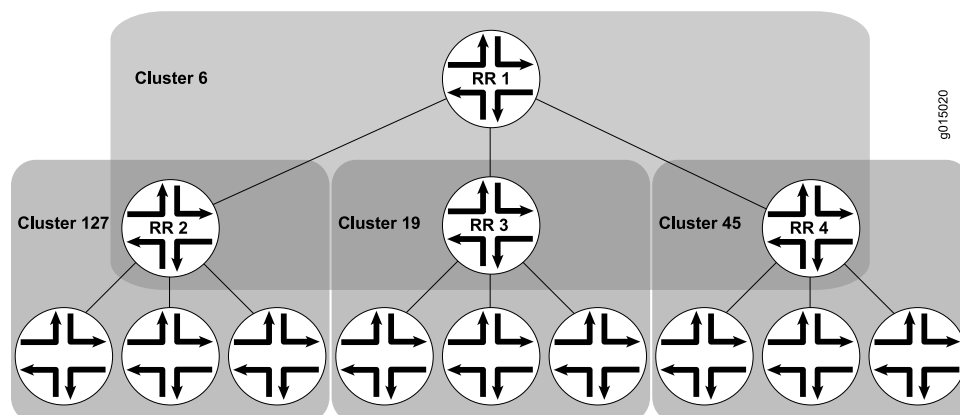 RR 1
Cluster 6
g015020
Cluster 127
RR 2
Cluster 19
RR 3
Cluster 45
RR 4